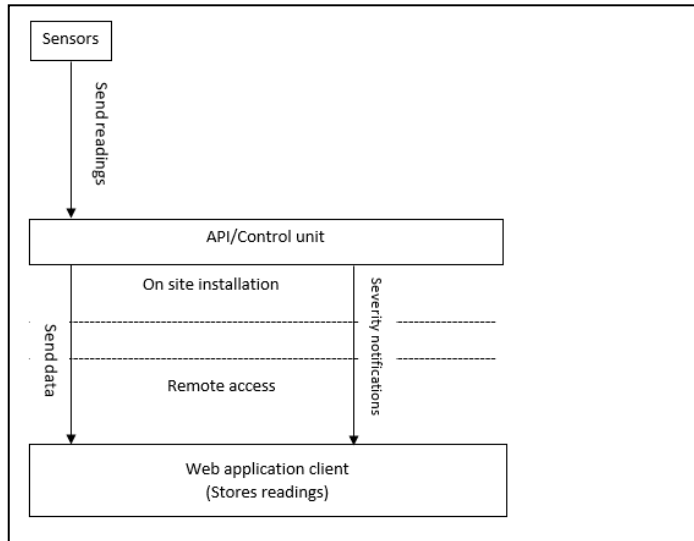 Sensors
Send readings
API/Control unit
On site installation
Send data
Severity notifications
Remote access
Web application client
(Stores readings)